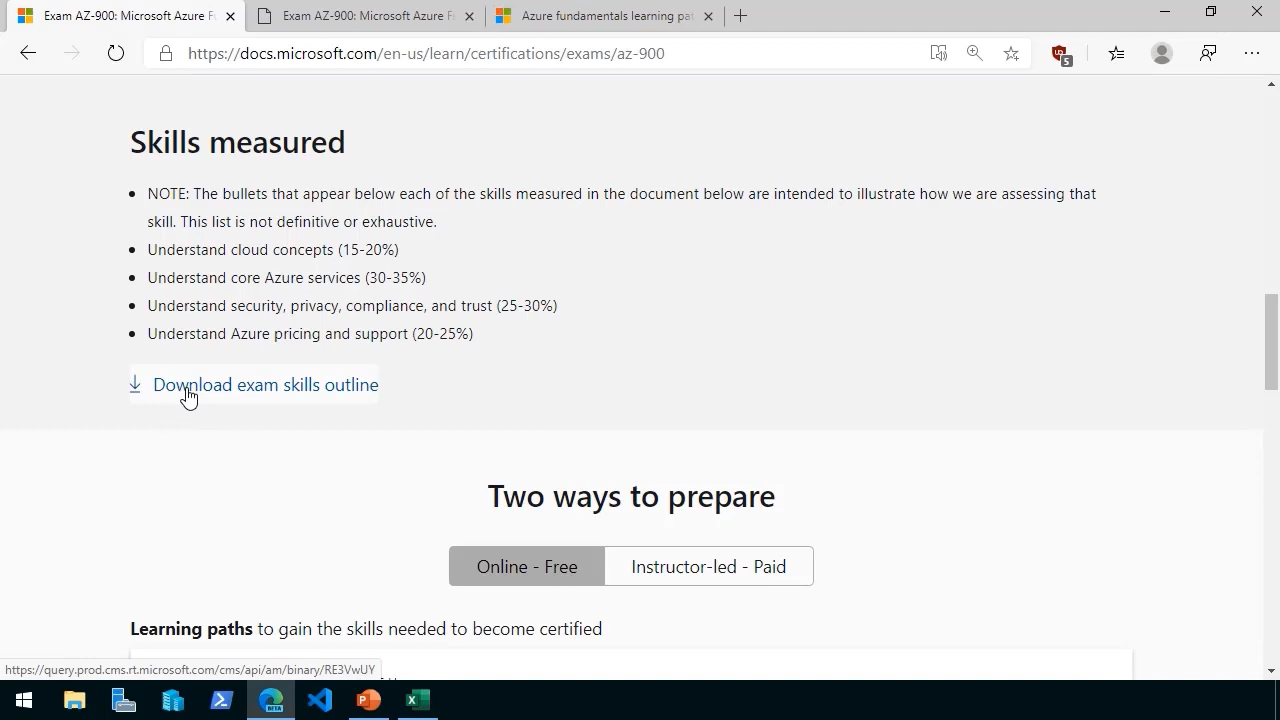 Exam AZ-900: Microsoft Azure Fu
Exam AZ-900: Microsoft Azure Fu
Azure fundamentals learning pat
https://docs.microsoft.com/en-us/learn/certifications/exams/az-900
5
Skills measured
NOTE: The bullets that appear below each of the skills measured in the document below are intended to illustrate how we are assessing that
skill. This list is not definitive or exhaustive.
Understand cloud concepts (15-20%)
Understand core Azure services (30-35%)
Understand security, privacy, compliance, and trust (25-30%)
Understand Azure pricing and support (20-25%)
Download exam skills outline
Two ways to prepare
Online - Free
Instructor-led - Paid
Learning paths to gain the skills needed to become certified
https://query.prod.cms.rt.microsoft.com/cms/api/am/binary/RE3VwUY
BETA